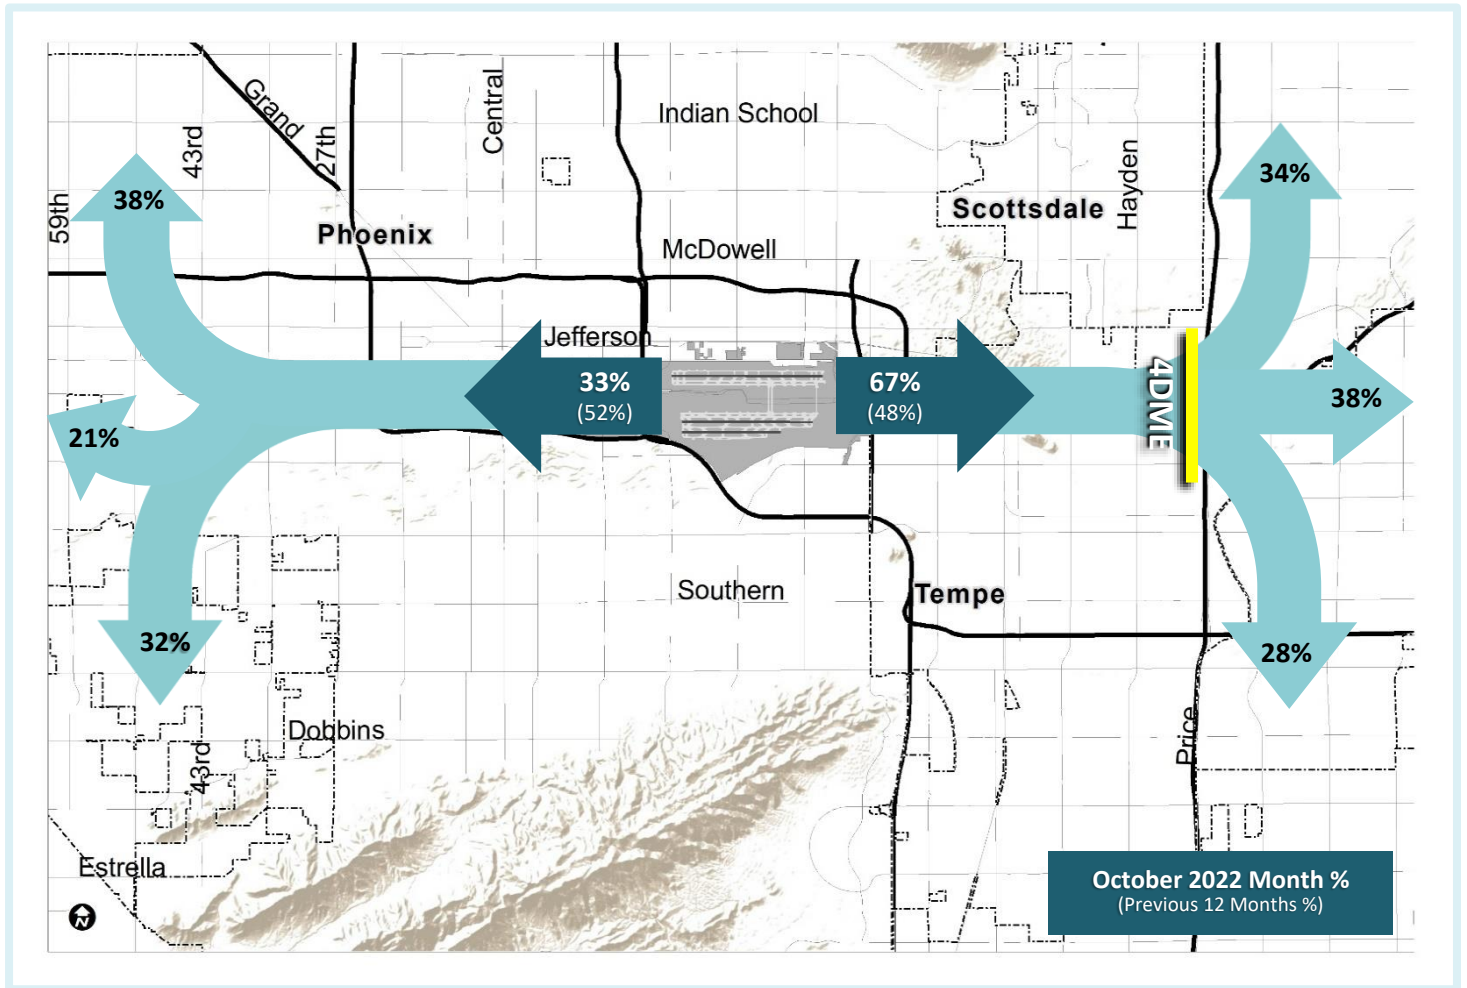 Indian School
Grand
Central
43rd
27th
Hayden
34%
38%
59th
Scottsdale
Phoenix
McDowell
Jefferson
33%
(52%)
67%
(48%)
4DME
38%
21%
Southern
Tempe
32%
28%
Dobbins
Price
43rd
Estrella
October 2022 Month %
(Previous 12 Months %)
N